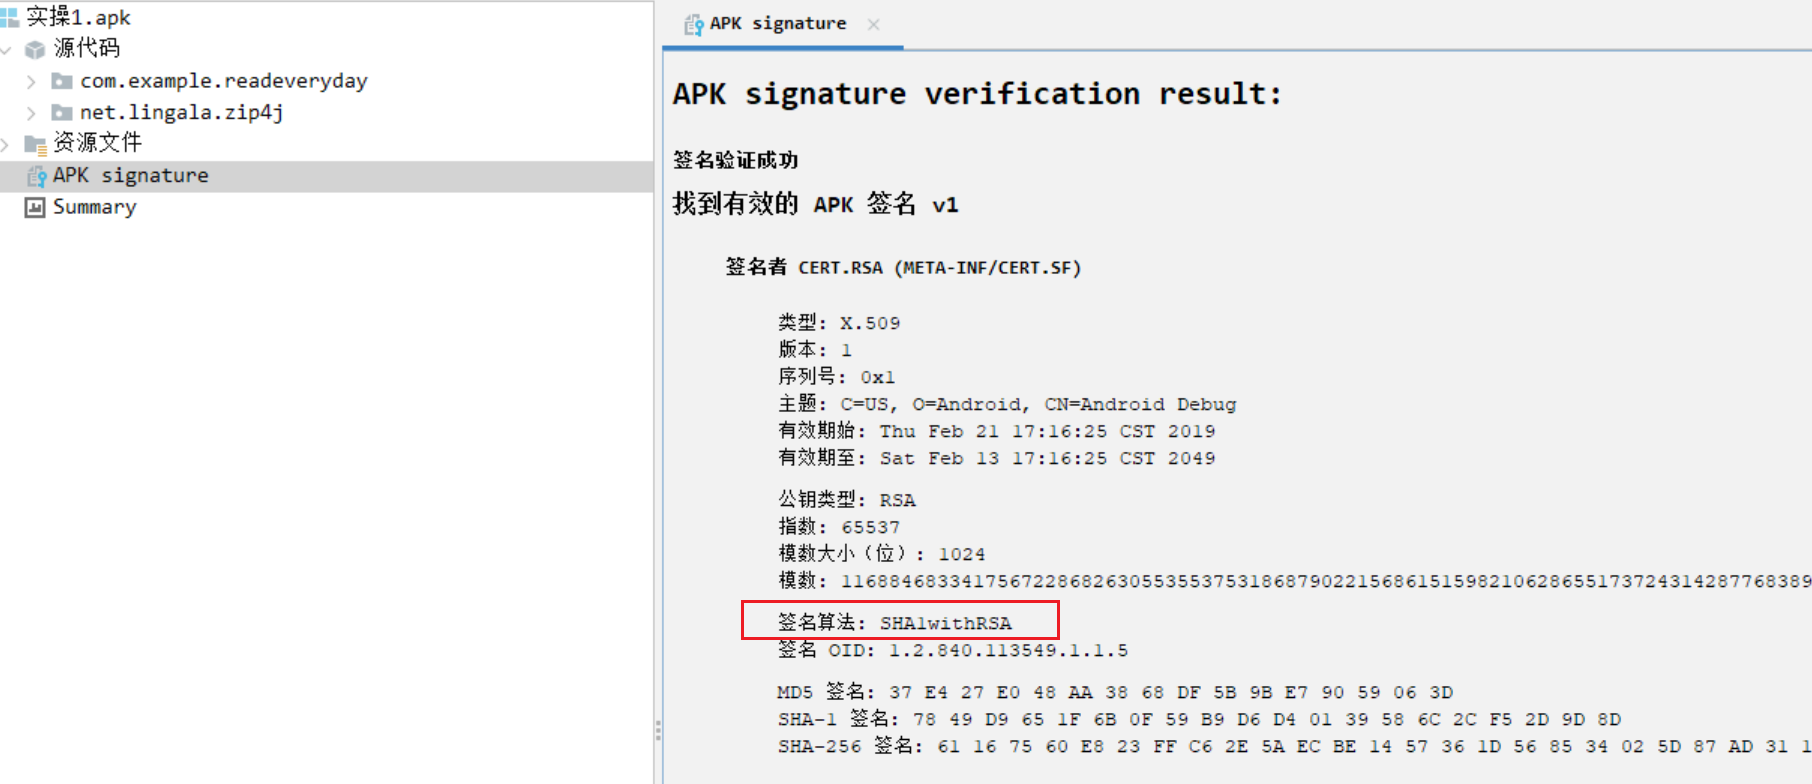 实操1.apk
源代码
com.example.readeveryday
net.lingala.zip4j
资源文件
APK signature
Summary
APK signature
APK signature verification result:
签名验证成功
找到有效的 APK 签名 v1
签名者 CERT.RSA (META-INF/CERT.SF)
类型: X.509
版本: 1
序列号: 0x1
主题: C=US, O=Android, CN=Android Debug
有效期始: Thu Feb 21 17:16:25 CST 2019
有效期至: Sat Feb 13 17:16:25 CST 2049
公钥类型: RSA
指数: 65537
模数大小（位）: 1024
模数: 116884683341756722868263055355375318687902215686151598210628655173724314287768389
签名算法: SHA1withRSA
签名 OID: 1.2.840.113549.1.1.5
MD5 签名: 37 E4 27 E0 48 AA 38 68 DF 5B 9B E7 90 59 06 3D
SHA-1 签名: 78 49 D9 65 1F 6B 0F 59 B9 D6 D4 01 39 58 6C 2C F5 2D 9D 8D
SHA-256 签名: 61 16 75 60 E8 23 FF C6 2E 5A EC BE 14 57 36 1D 56 85 34 02 5D 87 AD 31 1